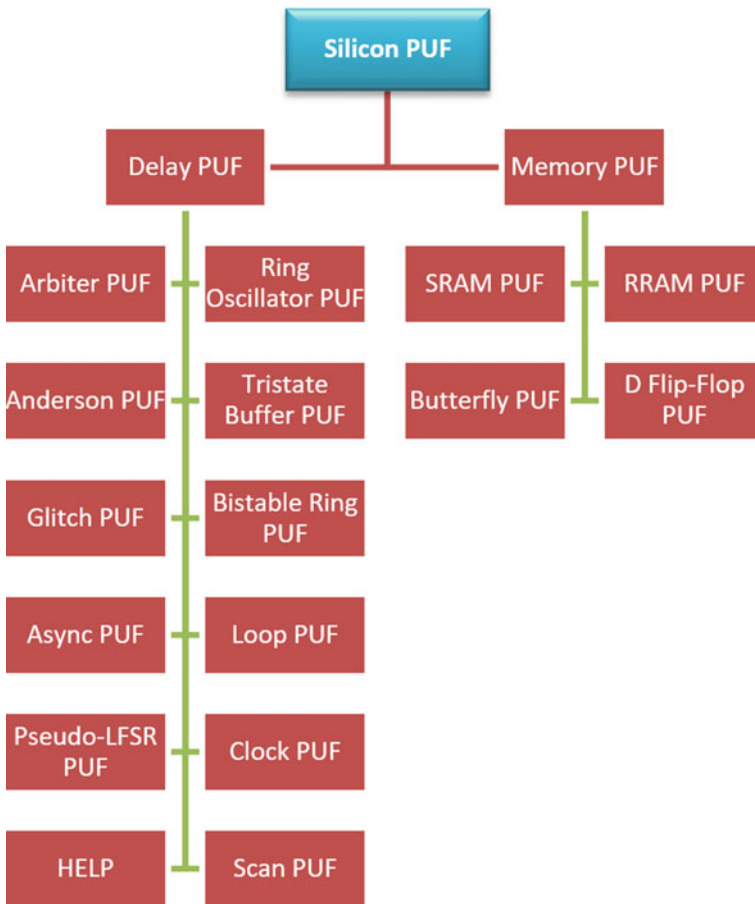 Silicon PUF
Delay PUF
Memory PUF
Arbiter PUF
Ring
Oscillator PUF
SRAM PUF
RRAM PUF
Anderson PUF
Tristate
Buffer PUF
Butterfly PUF
D Flip-Flop
PUF
Glitch PUF
Bistable Ring
PUF
Async PUF
Loop PUF
Pseudo-LFSR
PUF
Clock PUF
HELP
Scan PUF